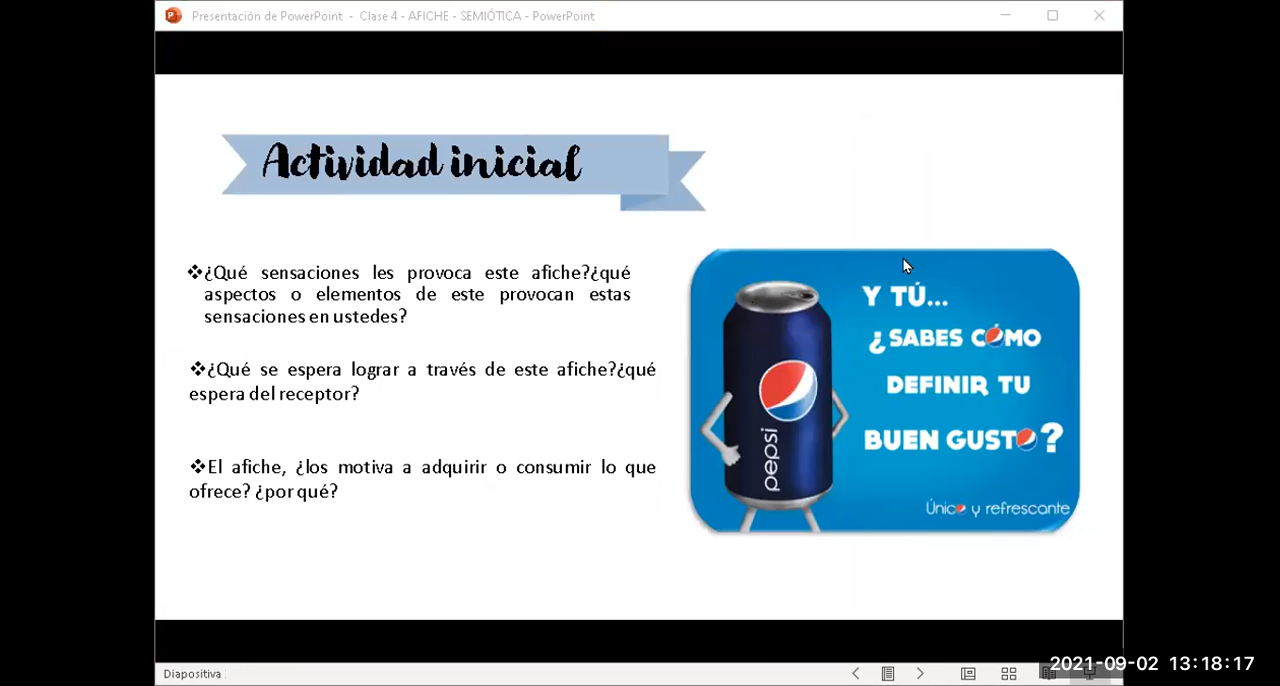 Presentación de PowerPoint - Clase 4 - AFICHE - SEMIÓTICA - PowerPoint
Actividad inicial
❖¿Qué sensaciones les provoca este afiche?¿qué
aspectos o elementos de este provocan estas
sensaciones en ustedes?
❖¿Qué se espera lograr a través de este afiche?¿qué
espera del receptor?
❖El afiche, ¿los motiva a adquirir o consumir lo que
ofrece? ¿por qué?
pepsi
Y TÚ...
¿SABES CÓMO
DEFINIR TU
BUEN GUSTO?
Único y refrescante
Diapositiva
2021-09-02 13:18:17